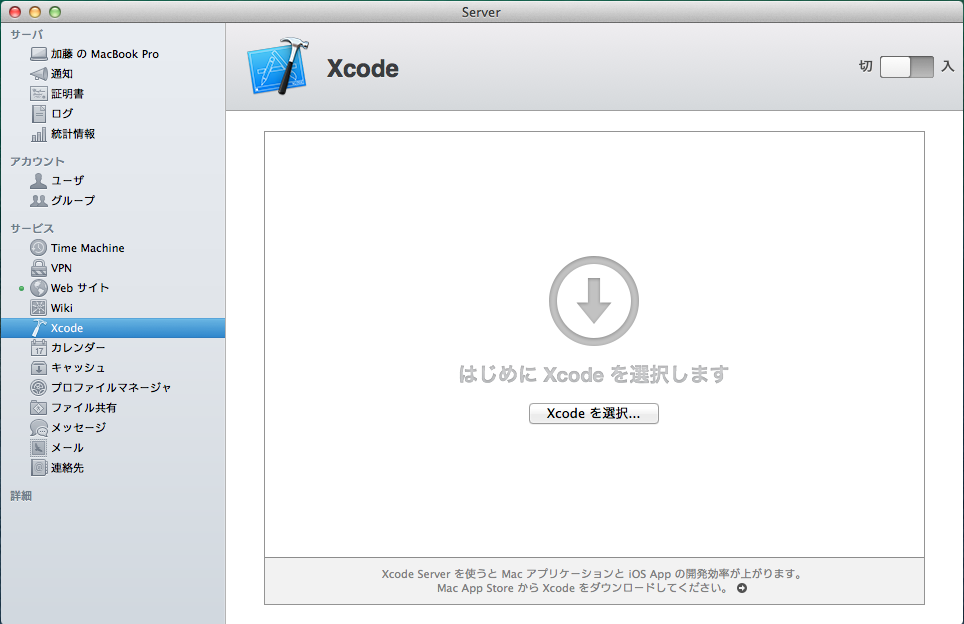 Server
サーバ
加藤 の MacBook Pro
通知
証明書
ログ
統計情報
アカウント
ユーザ
グループ
サービス
Time Machine
VPN
Web サイト
Wiki
Xcode
17
カレンダー
キャッシュ
プロファイルマネージャ
ファイル共有
メッセージ
メール
連絡先
詳細
Xcode
切 入
はじめに Xcode を選択します
Xcode を選択...
Xcode Server を使うと Mac アプリケーションと iOS App の開発効率が上がります。
Mac App Store から Xcode をダウンロードしてください。